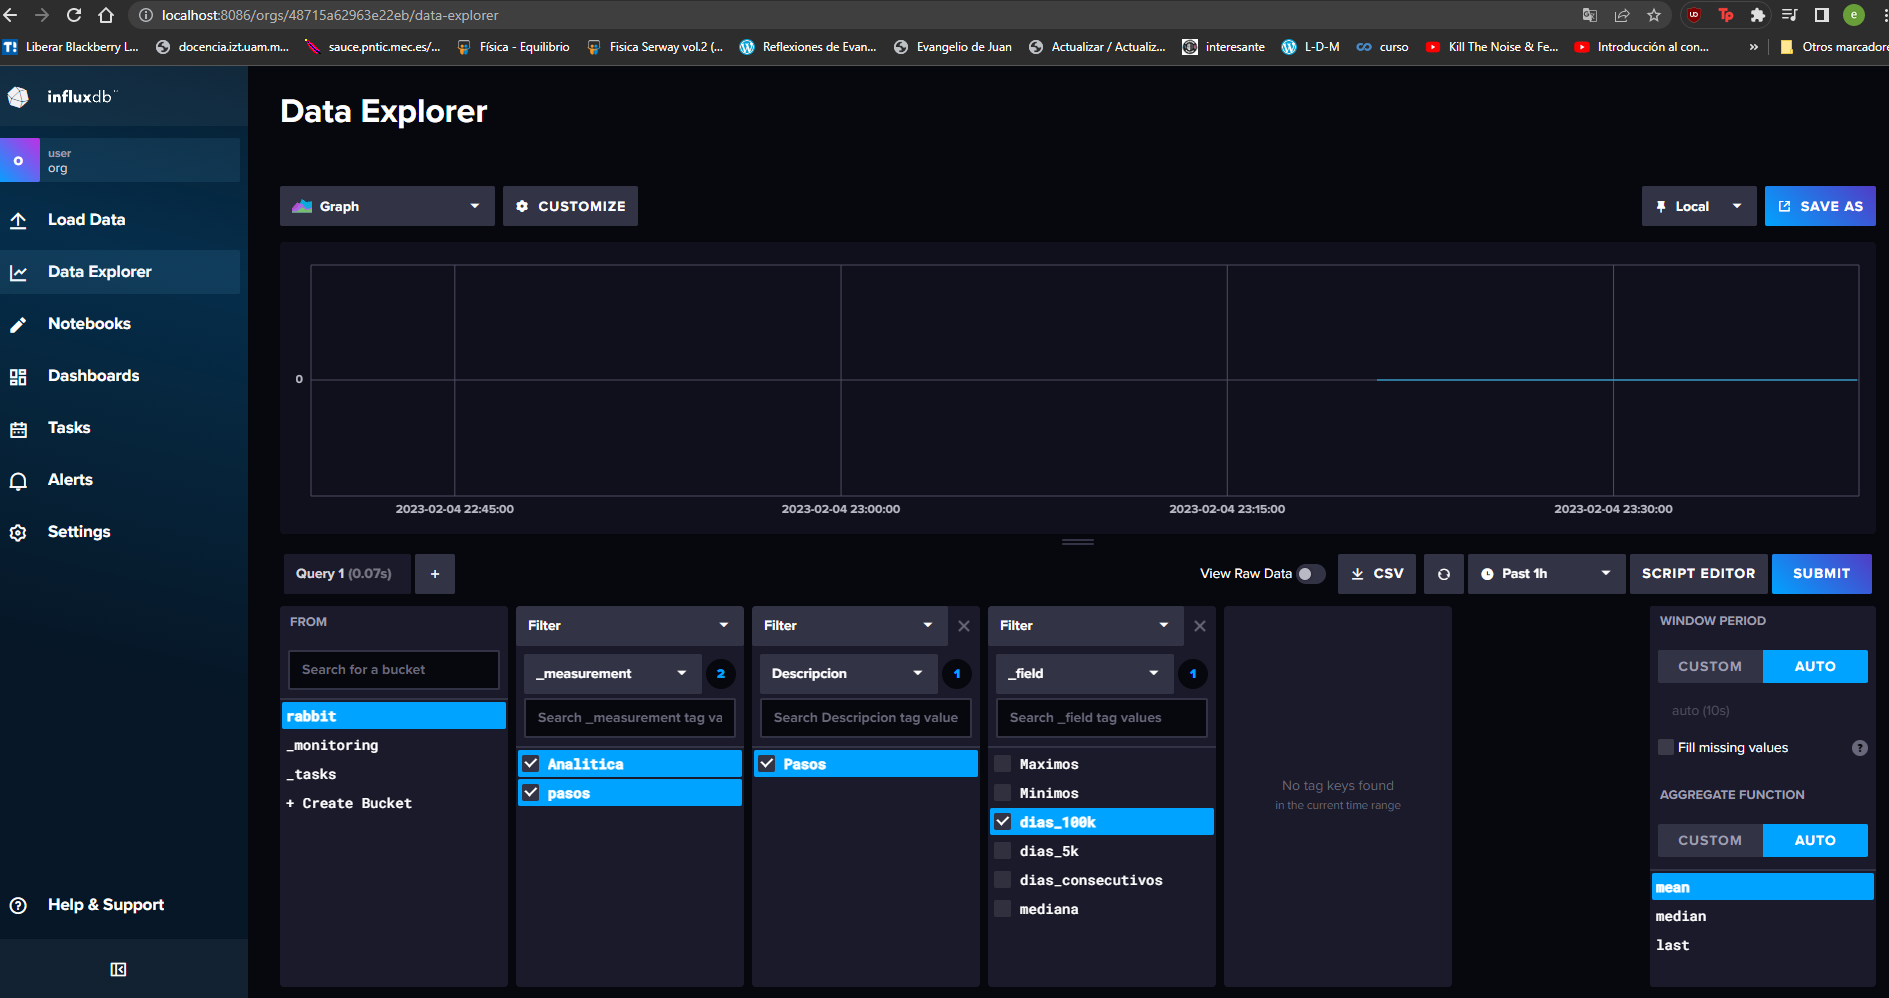 localhost:8086/orgs/48715a62963e22eb/data-explorer
e
T! Liberar Blackberry L... docencia.izt.uam.m... sauce.pntic.mec.es/... Física - Equilibrio Fisica Serway vol.2 (... Reflexiones de Evan... Evangelio de Juan Actualizar / Actualiz... interesante L-D-M curso Kill The Noise & Fe... Introducción al con... » Otros marcadore
influxdb™
o
user
org
Load Data
Data Explorer
Notebooks
Dashboards
Tasks
Alerts
Settings
Help & Support
Data Explorer
Graph
CUSTOMIZE
Local
SAVE AS
0
2023-02-04 22:45:00 2023-02-04 23:00:00 2023-02-04 23:15:00 2023-02-04 23:30:00
Query 1 (0.07s)
+
View Raw Data
CSV
Past 1h
SCRIPT EDITOR
SUBMIT
FROM
Search for a bucket
rabbit
_monitoring
_tasks
+ Create Bucket
Filter
_measurement
2
Search _measurement tag va
Analitica
pasos
Filter
Descripcion
1
Search Descripcion tag value
Pasos
Filter
_field
1
Search _field tag values
Maximos
Minimos
dias_100k
dias_5k
dias_consecutivos
mediana
No tag keys found
in the current time range
WINDOW PERIOD
CUSTOM
AUTO
auto (10s)
Fill missing values
?
AGGREGATE FUNCTION
CUSTOM
AUTO
mean
median
last